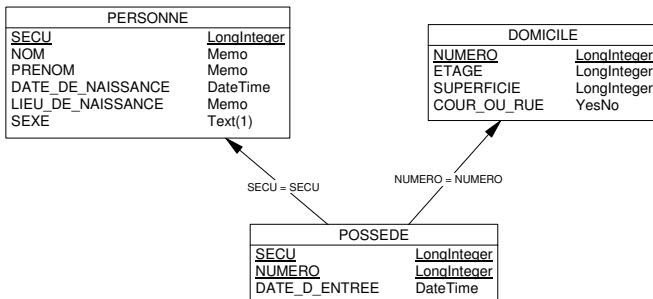 PERSONNE
SECU LongInteger
NOM Memo
PRENOM Memo
DATE_DE_NAISSANCE DateTime
LIEU_DE_NAISSANCE Memo
SEXE Text(1)
DOMICILE
NUMERO LongInteger
ETAGE LongInteger
SUPERFICIE LongInteger
COUR_OU_RUE YesNo
SECU = SECU
NUMERO = NUMERO
POSSEDE
SECU LongInteger
NUMERO LongInteger
DATE_D_ENTREE DateTime